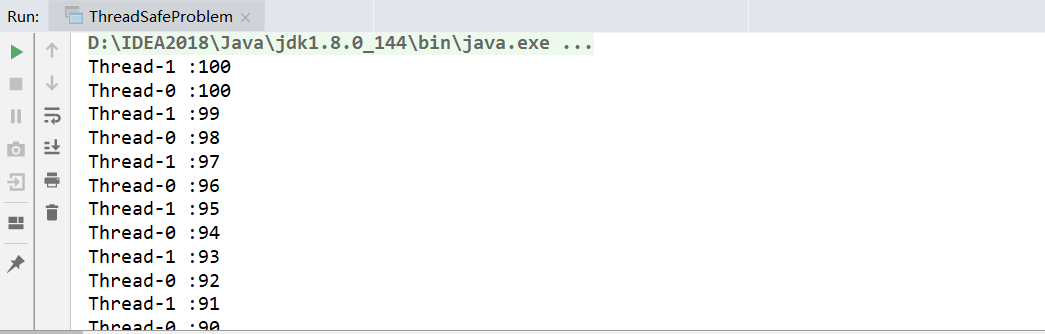 Run: ThreadSafeProblem ×
D:\IDEA2018\Java\jdk1.8.0_144\bin\java.exe ...
Thread-1 :100
Thread-0 :100
Thread-1 :99
Thread-0 :98
Thread-1 :97
Thread-0 :96
Thread-1 :95
Thread-0 :94
Thread-1 :93
Thread-0 :92
Thread-1 :91
Thread-0 :90